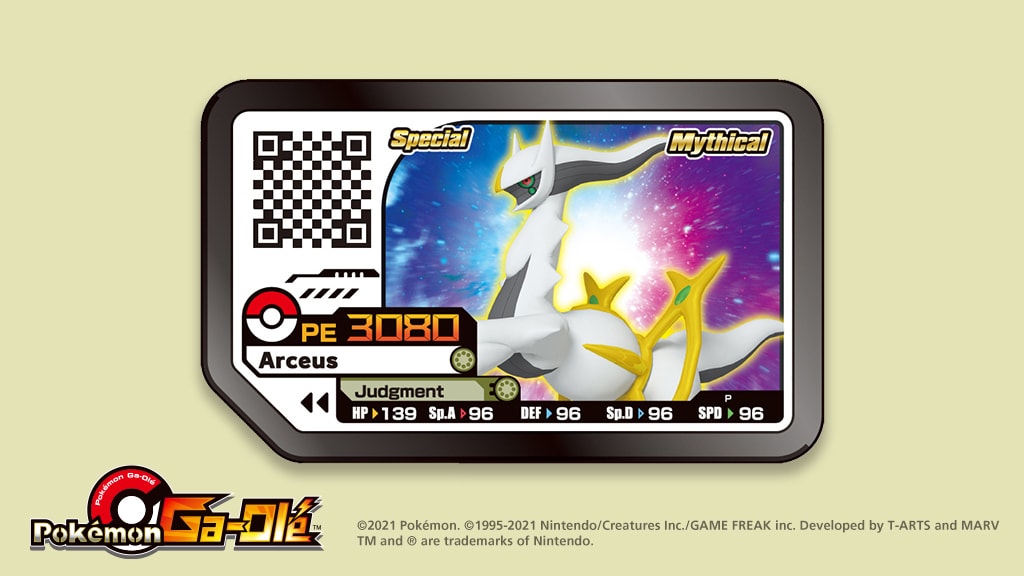 Special
Mythical
PE 3080
Arceus
Judgment
P
HP 139 Sp.A 96 DEF 96 Sp.D 96 SPD 96
Pokémon Ga-Olé
Pokémon Ga-Olé TM
©2021 Pokémon. ©1995-2021 Nintendo/Creatures Inc./GAME FREAK inc. Developed by T-ARTS and MARV
TM and ® are trademarks of Nintendo.